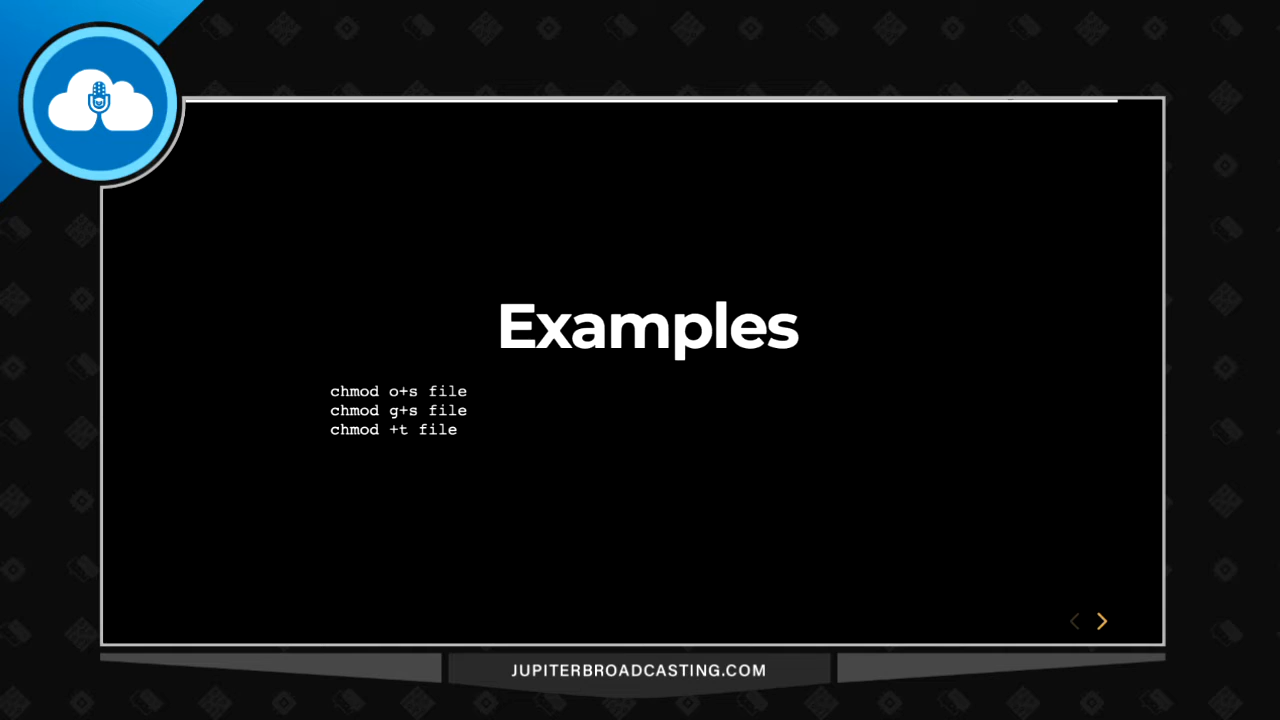 Examples
chmod o+s file
chmod g+s file
chmod +t file
JUPITERBROADCASTING.COM